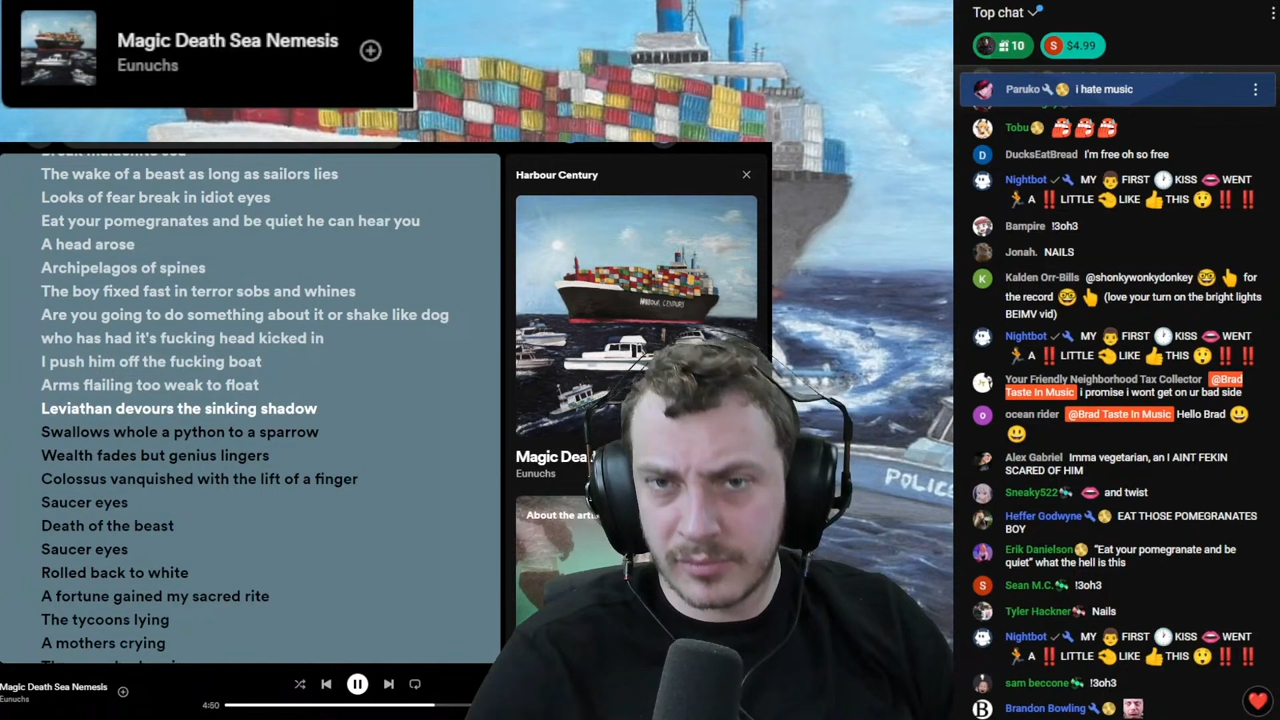 Magic Death Sea Nemesis
Eunuchs
The wake of a beast as long as sailors lies
Looks of fear break in idiot eyes
Eat your pomegranates and be quiet he can hear you
A head arose
Archipelagos of spines
The boy fixed fast in terror sobs and whines
Are you going to do something about it or shake like dog
who has had it's fucking head kicked in
I push him off the fucking boat
Arms flailing too weak to float
Leviathan devours the sinking shadow
Swallows whole a python to a sparrow
Wealth fades but genius lingers
Colossus vanquished with the lift of a finger
Saucer eyes
Death of the beast
Saucer eyes
Rolled back to white
A fortune gained my sacred rite
The tycoons lying
A mothers crying
Harbour Century
HARBOUR CENTURY
Magic Dea
Eunuchs
About the arti
POLICE
Magic Death Sea Nemesis
Eunuchs
4:50
Top chat
10
S $4.99
Paruko i hate music
Tobu
D DucksEatBread I'm free oh so free
Nightbot MY 👨 FIRST 🕐 KISS 👄 WENT
🏃 A ‼️ LITTLE 🤏 LIKE 👍 THIS 😲 ‼️ ‼️
Bampire !3oh3
Jonah. NAILS
K Kalden Orr-Bills @shonkywonkydonkey 🤓 👆 for
the record 🤓 👆 (love your turn on the bright lights
BEIMV vid)
Nightbot MY 👨 FIRST 🕐 KISS 👄 WENT
🏃 A ‼️ LITTLE 🤏 LIKE 👍 THIS 😲 ‼️ ‼️
Your Friendly Neighborhood Tax Collector @Brad
Taste In Music i promise i wont get on ur bad side
o ocean rider @Brad Taste In Music Hello Brad 😃
😃
Alex Gabriel Imma vegetarian, an I AINT FEKIN
SCARED OF HIM
Sneaky522 👄 and twist
Heffer Godwyne EAT THOSE POMEGRANATES
BOY
Erik Danielson "Eat your pomegranate and be
quiet" what the hell is this
S Sean M.C. !3oh3
Tyler Hackner Nails
Nightbot MY 👨 FIRST 🕐 KISS 👄 WENT
🏃 A ‼️ LITTLE 🤏 LIKE 👍 THIS 😲 ‼️ ‼️
sam beccone !3oh3
B Brandon Bowling